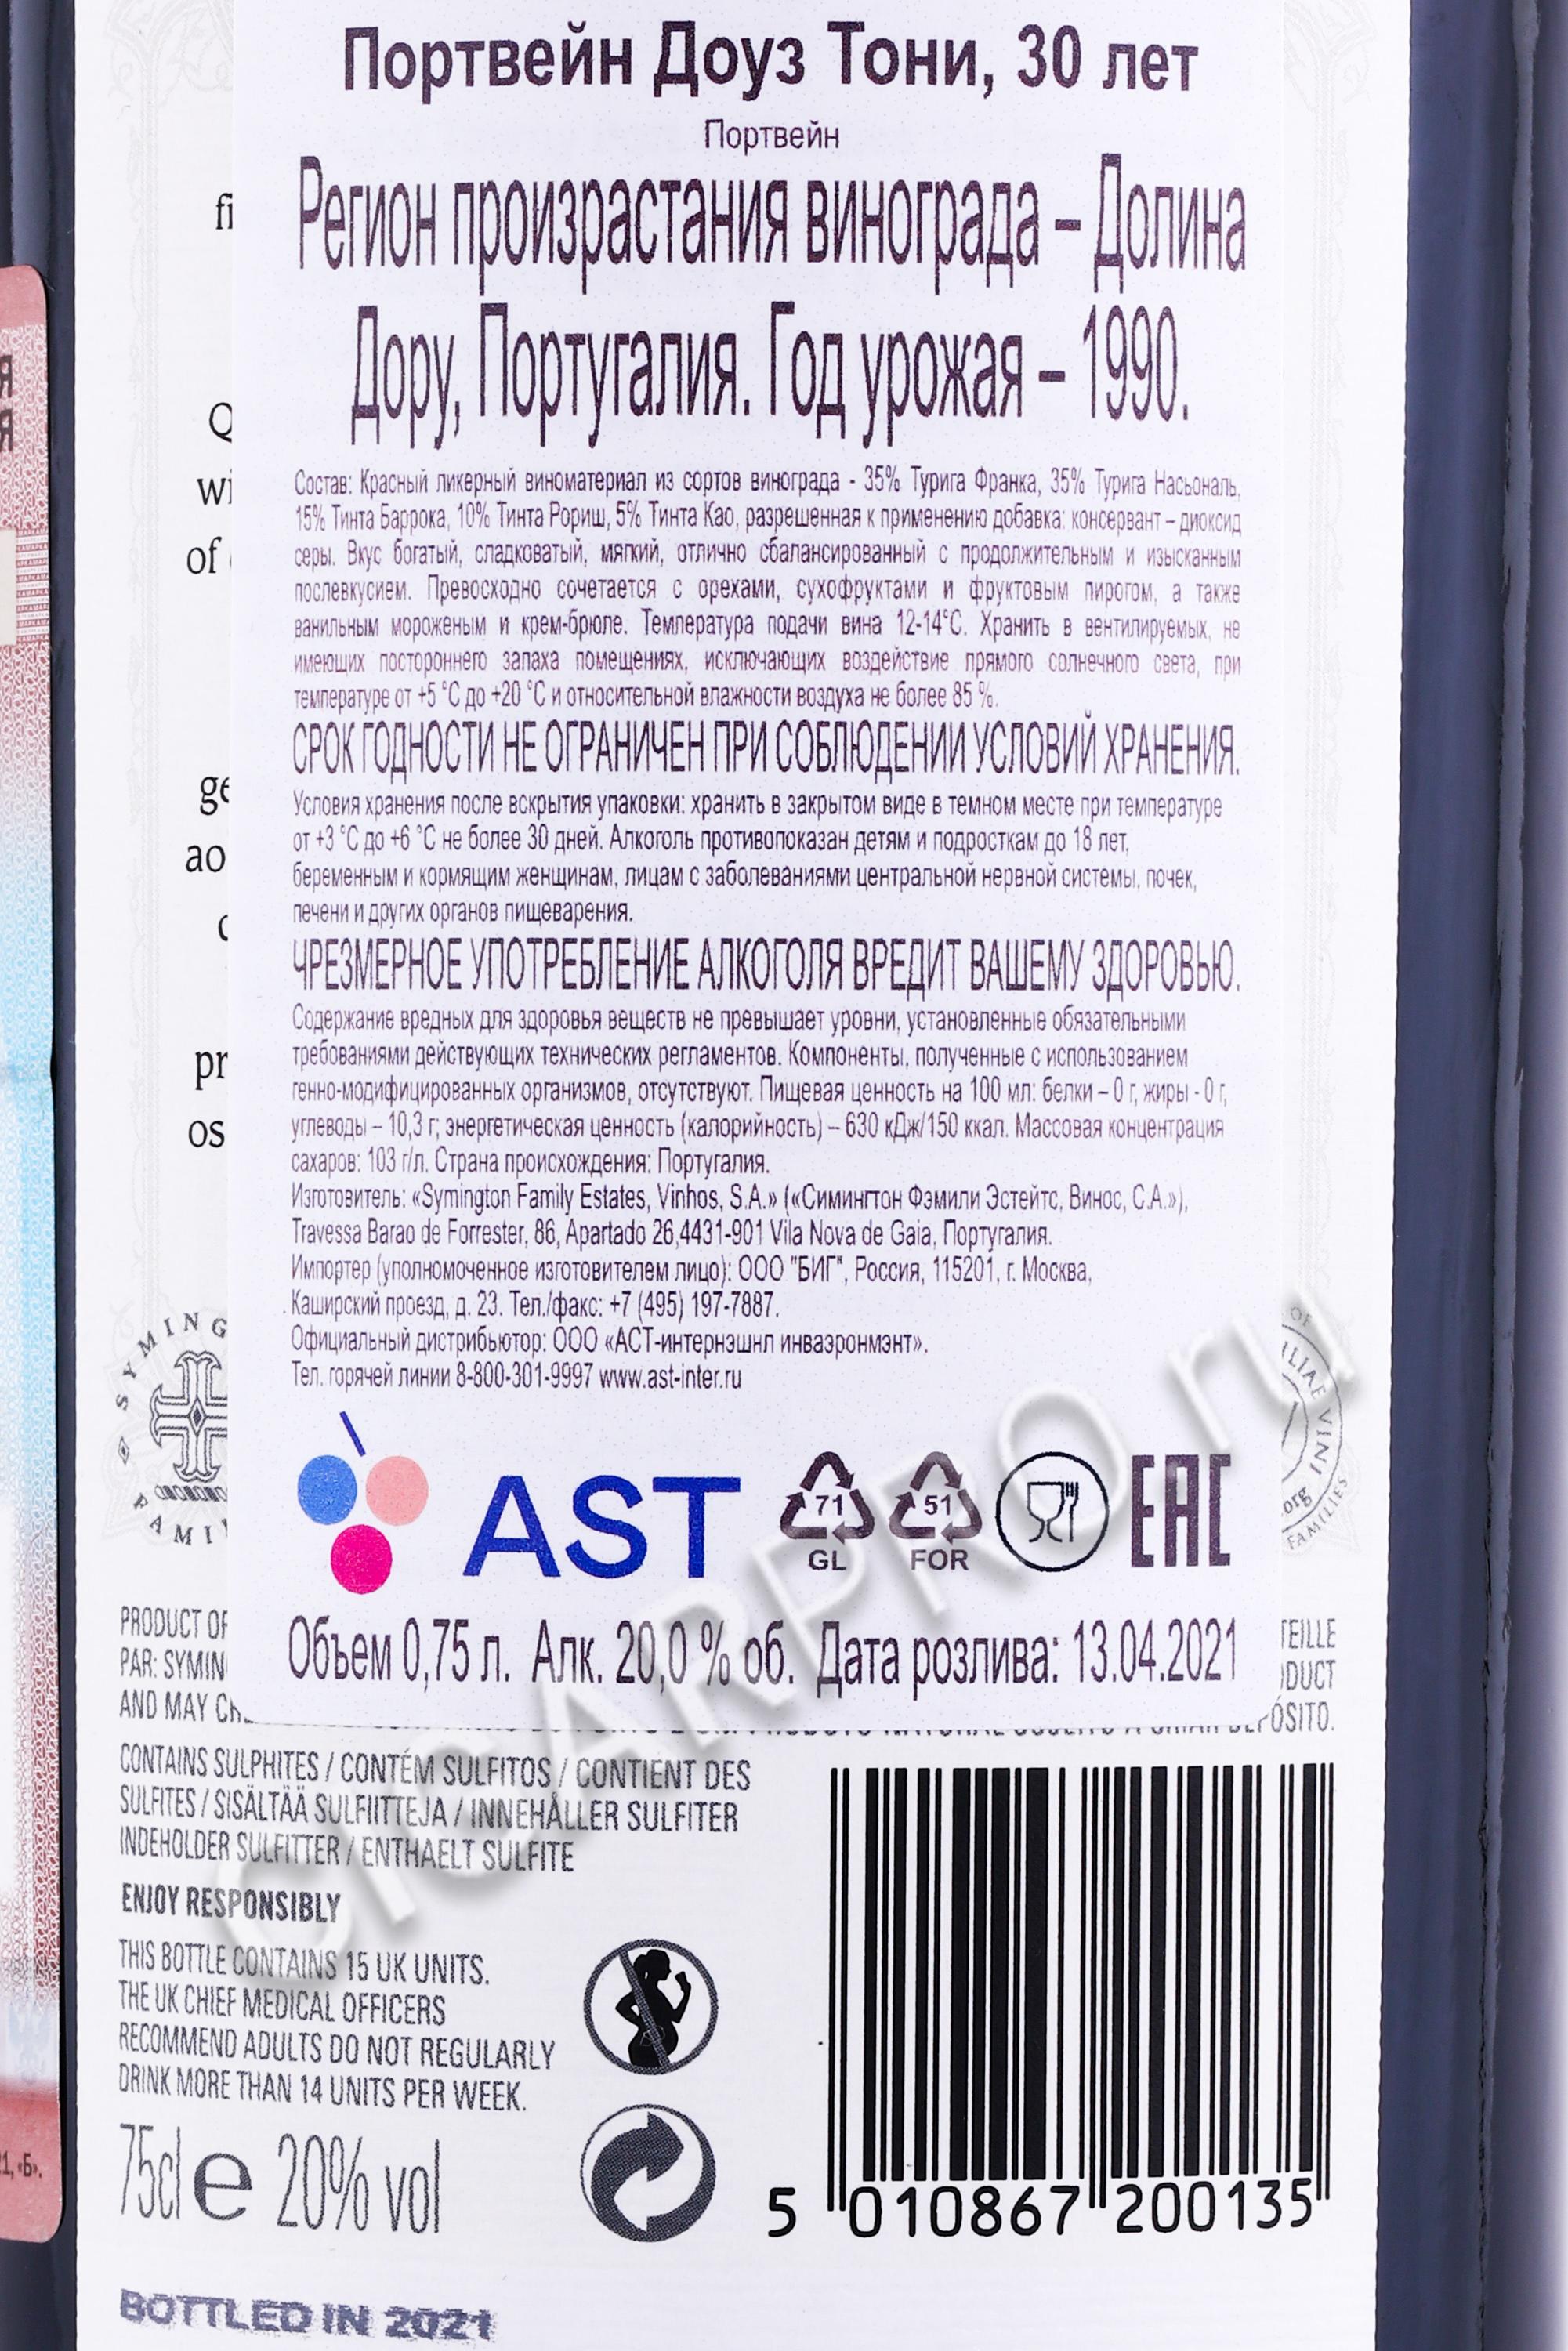 Портвейн Доуз Тони, 30 лет
Портвейн
Регион произрастания винограда – Долина
Дору, Португалия. Год урожая – 1990.
Состав: Красный ликерный виноматериал из сортов винограда - 35% Турига Франка, 35% Турига Насьональ,
15% Тинта Баррока, 10% Тинта Рориш, 5% Тинта Као, разрешенная к применению добавка: консервант – диоксид
серы. Вкус богатый, сладковатый, мягкий, отлично сбалансированный с продолжительным и изысканным
послевкусием. Превосходно сочетается с орехами, сухофруктами и фруктовым пирогом, а также
ванильным мороженым и крем-брюле. Температура подачи вина 12-14°С. Хранить в вентилируемых, не
имеющих постороннего запаха помещениях, исключающих воздействие прямого солнечного света, при
температуре от +5 °С до +20 °С и относительной влажности воздуха не более 85 %.
СРОК ГОДНОСТИ НЕ ОГРАНИЧЕН ПРИ СОБЛЮДЕНИИ УСЛОВИЙ ХРАНЕНИЯ.
Условия хранения после вскрытия упаковки: хранить в закрытом виде в темном месте при температуре
от +3 °С до +6 °С не более 30 дней. Алкоголь противопоказан детям и подросткам до 18 лет,
беременным и кормящим женщинам, лицам с заболеваниями центральной нервной системы, почек,
печени и других органов пищеварения.
ЧРЕЗМЕРНОЕ УПОТРЕБЛЕНИЕ АЛКОГОЛЯ ВРЕДИТ ВАШЕМУ ЗДОРОВЬЮ.
Содержание вредных для здоровья веществ не превышает уровни, установленные обязательными
требованиями действующих технических регламентов. Компоненты, полученные с использованием
генно-модифицированных организмов, отсутствуют. Пищевая ценность на 100 мл: белки – 0 г, жиры - 0 г,
углеводы – 10,3 г; энергетическая ценность (калорийность) – 630 кДж/150 ккал. Массовая концентрация
сахаров: 103 г/л. Страна происхождения: Португалия.
Изготовитель: «Symington Family Estates, Vinhos, S.A.» («Симингтон Фэмили Эстейтс, Винос, С.А.»),
Travessa Barao de Forrester, 86, Apartado 26,4431-901 Vila Nova de Gaia, Португалия.
Импортер (уполномоченное изготовителем лицо): ООО "БИГ", Россия, 115201, г. Москва,
Каширский проезд, д. 23. Тел./факс: +7 (495) 197-7887.
Официальный дистрибьютор: ООО «АСТ-интернэшнл инваэронмэнт».
Тел. горячей линии 8-800-301-9997 www.ast-inter.ru
AST 71 GL 51 FOR EAC
Объем 0,75 л. Алк. 20,0 % об. Дата розлива: 13.04.2021
PRODUCT OF
PAR: SYMIN
AND MAY
ÓSITO.
CONTAINS SULPHITES / CONTÉM SULFITOS / CONTIENT DES
SULFITES / SISÄLTÄÄ SULFIITTEJA / INNEHÅLLER SULFITER
INDEHOLDER SULFITTER / ENTHAELT SULFITE
ENJOY RESPONSIBLY
THIS BOTTLE CONTAINS 15 UK UNITS.
THE UK CHIEF MEDICAL OFFICERS
RECOMMEND ADULTS DO NOT REGULARLY
DRINK MORE THAN 14 UNITS PER WEEK.
75cl e 20% vol
5 010867 200135
BOTTLED IN 2021
CIGARPRO.ru